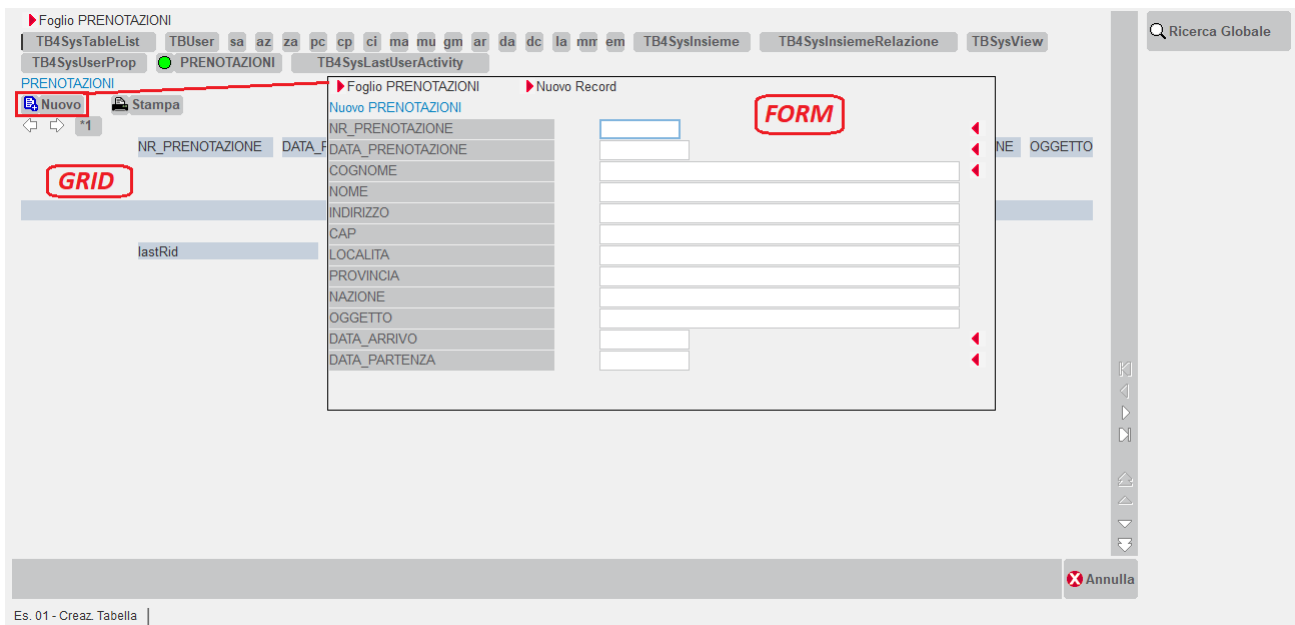 Foglio PRENOTAZIONI
TB4SysTableList TBUser sa az za pc cp ci ma mu gm ar da dc la mm em TB4SysInsieme TB4SysInsiemeRelazione TBSysView
Ricerca Globale
TB4SysUserProp PRENOTAZIONI TB4SysLastUserActivity
PRENOTAZIONI
Nuovo Stampa
*1
NR_PRENOTAZIONE DATA_P NE OGGETTO
GRID
lastRid
Foglio PRENOTAZIONI Nuovo Record
Nuovo PRENOTAZIONI
FORM
NR_PRENOTAZIONE
DATA_PRENOTAZIONE
COGNOME
NOME
INDIRIZZO
CAP
LOCALITA
PROVINCIA
NAZIONE
OGGETTO
DATA_ARRIVO
DATA_PARTENZA
Annulla
Es. 01 - Creaz. Tabella